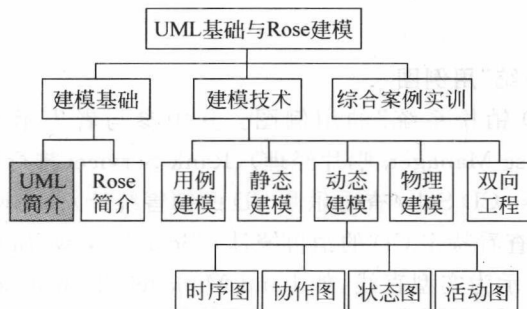 UML基础与Rose建模
建模基础
建模技术
综合案例实训
UML
简介
Rose
简介
用例
建模
静态
建模
动态
建模
物理
建模
双向
工程
时序图
协作图
状态图
活动图